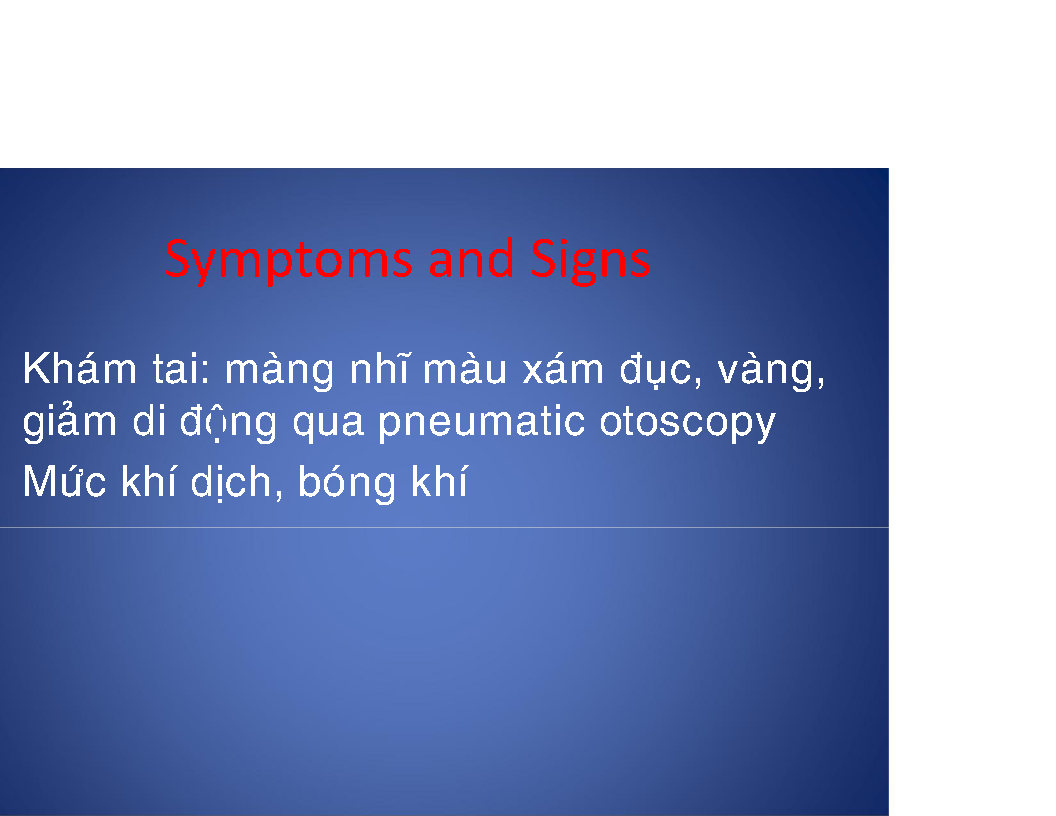 Symptoms and Signs
Khám tai: màng nhĩ màu xám đục, vàng,
giảm di động qua pneumatic otoscopy
Mức khí dịch, bóng khí